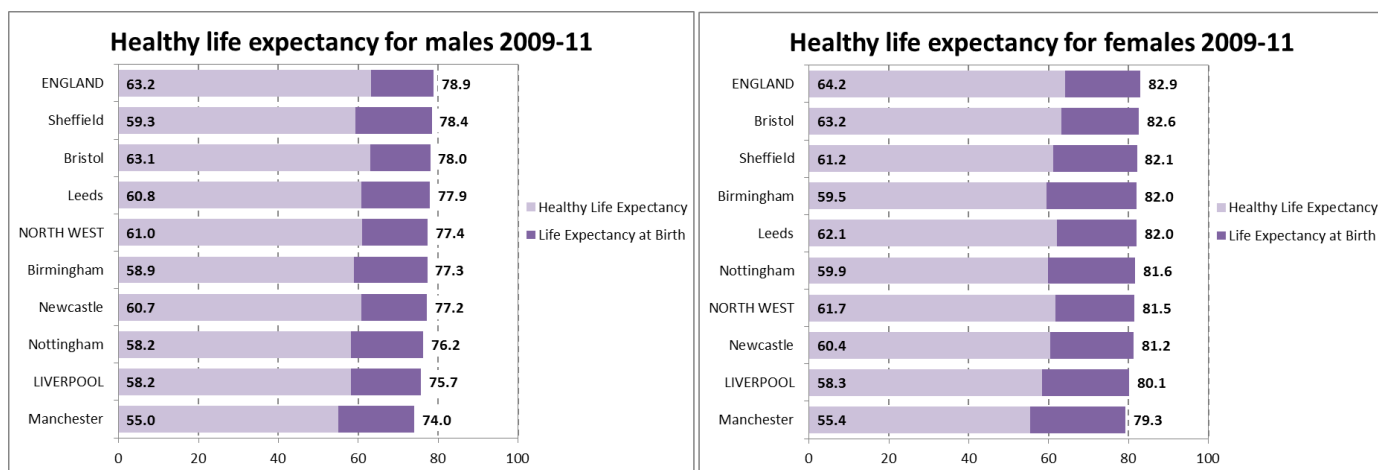 Healthy life expectancy for males 2009-11
ENGLAND 63.2 78.9
Sheffield 59.3 78.4
Bristol 63.1 78.0
Leeds 60.8 77.9
NORTH WEST 61.0 77.4
Birmingham 58.9 77.3
Newcastle 60.7 77.2
Nottingham 58.2 76.2
LIVERPOOL 58.2 75.7
Manchester 55.0 74.0
0 20 40 60 80 100
Healthy Life Expectancy
Life Expectancy at Birth
Healthy life expectancy for females 2009-11
ENGLAND 64.2 82.9
Bristol 63.2 82.6
Sheffield 61.2 82.1
Birmingham 59.5 82.0
Leeds 62.1 82.0
Nottingham 59.9 81.6
NORTH WEST 61.7 81.5
Newcastle 60.4 81.2
LIVERPOOL 58.3 80.1
Manchester 55.4 79.3
0 20 40 60 80 100
Healthy Life Expectancy
Life Expectancy at Birth